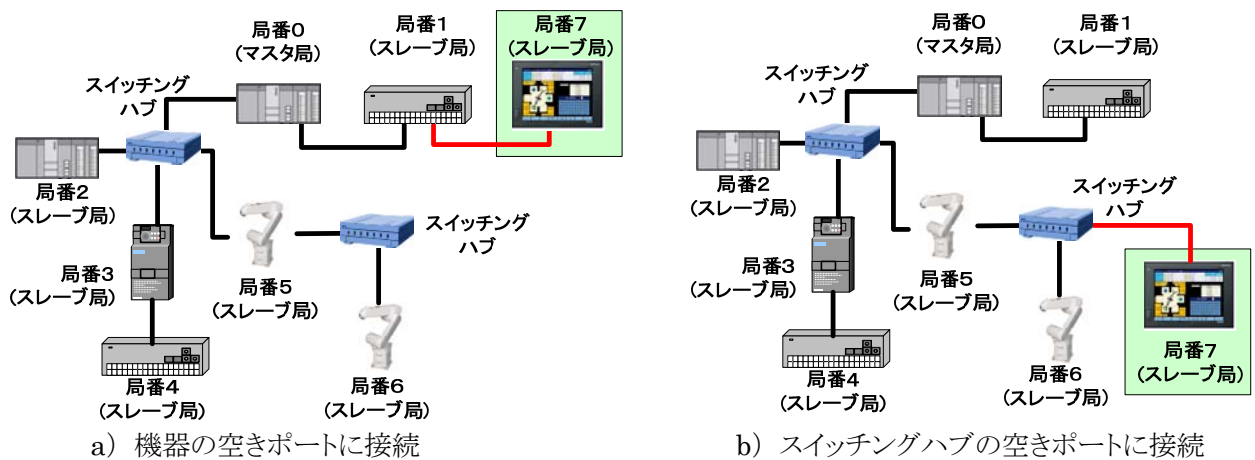 局番0
(マスタ局)
局番1
(スレーブ局)
局番7
(スレーブ局)
スイッチング
ハブ
局番2
(スレーブ局)
局番3
(スレーブ局)
局番4
(スレーブ局)
局番5
(スレーブ局)
スイッチング
ハブ
局番6
(スレーブ局)
a) 機器の空きポートに接続
局番0
(マスタ局)
局番1
(スレーブ局)
スイッチング
ハブ
局番2
(スレーブ局)
局番3
(スレーブ局)
局番4
(スレーブ局)
局番5
(スレーブ局)
スイッチング
ハブ
局番6
(スレーブ局)
局番7
(スレーブ局)
b) スイッチングハブの空きポートに接続